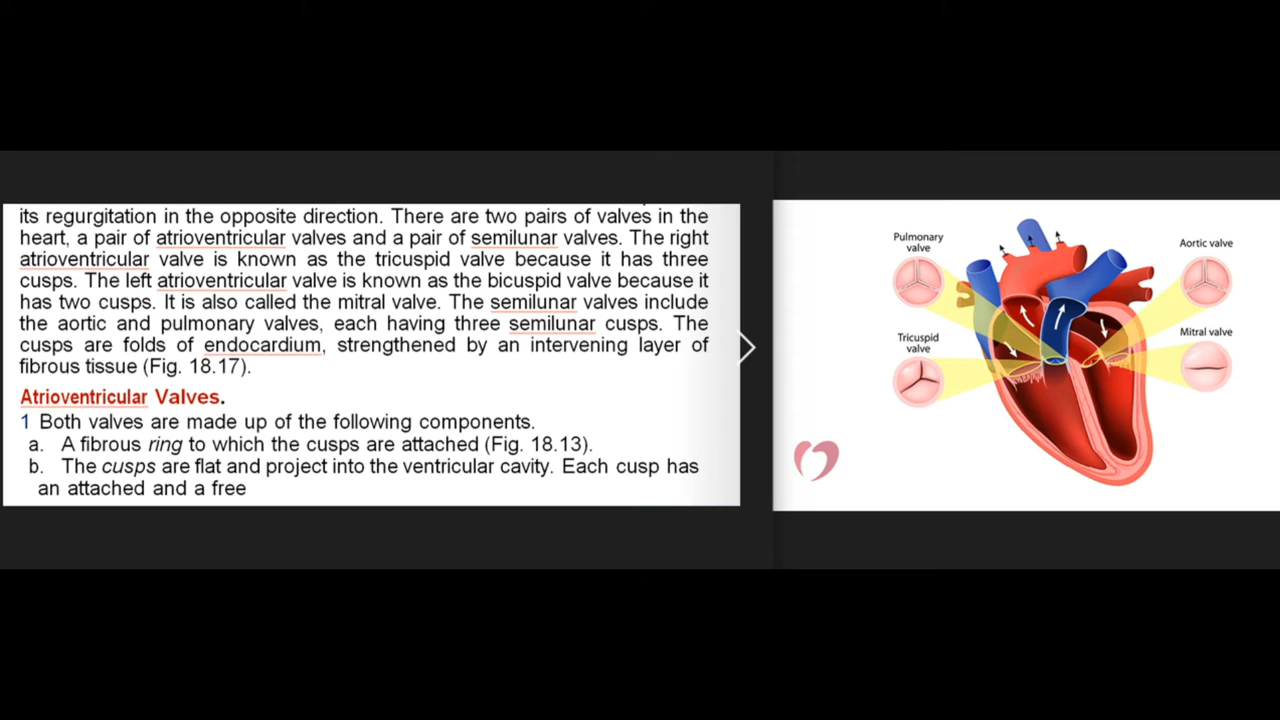 its regurgitation in the opposite direction. There are two pairs of valves in the
heart, a pair of atrioventricular valves and a pair of semilunar valves. The right
atrioventricular valve is known as the tricuspid valve because it has three
cusps. The left atrioventricular valve is known as the bicuspid valve because it
has two cusps. It is also called the mitral valve. The semilunar valves include
the aortic and pulmonary valves, each having three semilunar cusps. The
cusps are folds of endocardium, strengthened by an intervening layer of
fibrous tissue (Fig. 18.17).
Atrioventricular Valves.
1 Both valves are made up of the following components.
a. A fibrous ring to which the cusps are attached (Fig. 18.13).
b. The cusps are flat and project into the ventricular cavity. Each cusp has
an attached and a free
Pulmonary
valve
Aortic valve
Tricuspid
valve
Mitral valve